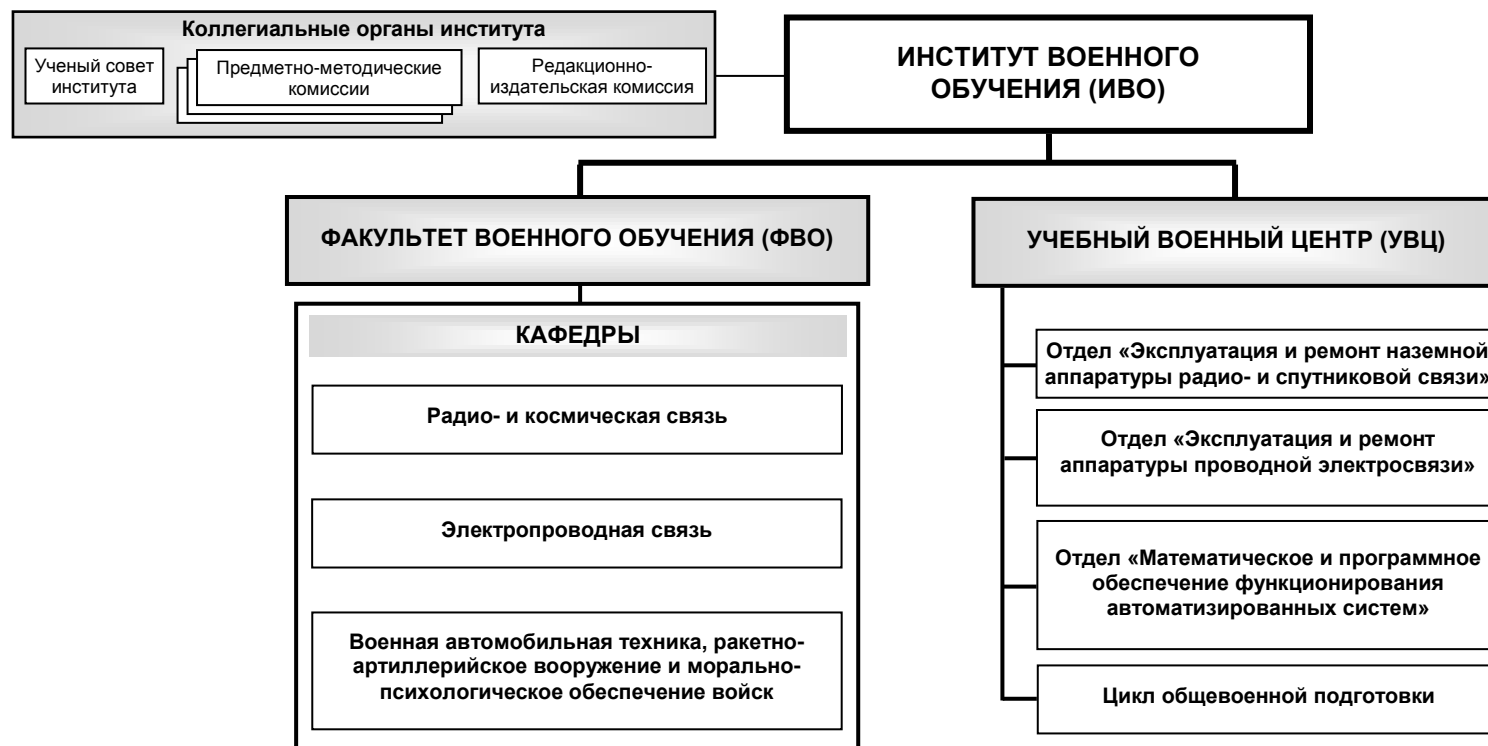 Коллегиальные органы института
Ученый совет
института
Предметно-методические
комиссии
Редакционно-
издательская комиссия
ИНСТИТУТ ВОЕННОГО
ОБУЧЕНИЯ (ИВО)
ФАКУЛЬТЕТ ВОЕННОГО ОБУЧЕНИЯ (ФВО)
КАФЕДРЫ
Радио- и космическая связь
Электропроводная связь
Военная автомобильная техника, ракетно-
артиллерийское вооружение и морально-
психологическое обеспечение войск
УЧЕБНЫЙ ВОЕННЫЙ ЦЕНТР (УВЦ)
Отдел «Эксплуатация и ремонт наземной
аппаратуры радио- и спутниковой связи»
Отдел «Эксплуатация и ремонт
аппаратуры проводной электросвязи»
Отдел «Математическое и программное
обеспечение функционирования
автоматизированных систем»
Цикл общевоенной подготовки